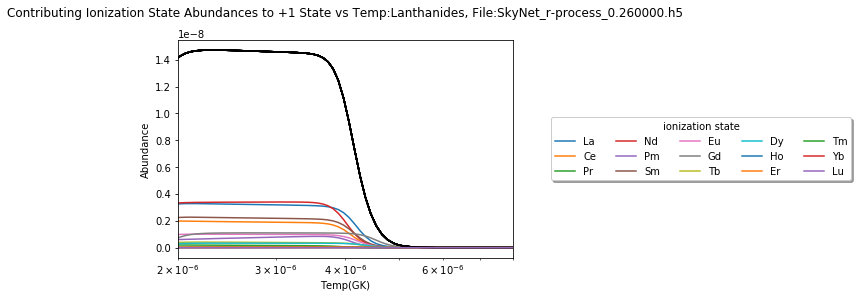 Contributing Ionization State Abundances to +1 State vs Temp:Lanthanides, File:SkyNet_r-process_0.260000.h5
1e−8
1.4
1.2
1.0
0.8
0.6
0.4
0.2
0.0
Abundance
2 × 10⁻⁶ 3 × 10⁻⁶ 4 × 10⁻⁶ 6 × 10⁻⁶
Temp(GK)
ionization state
La Nd Eu Dy Tm
Ce Pm Gd Ho Yb
Pr Sm Tb Er Lu